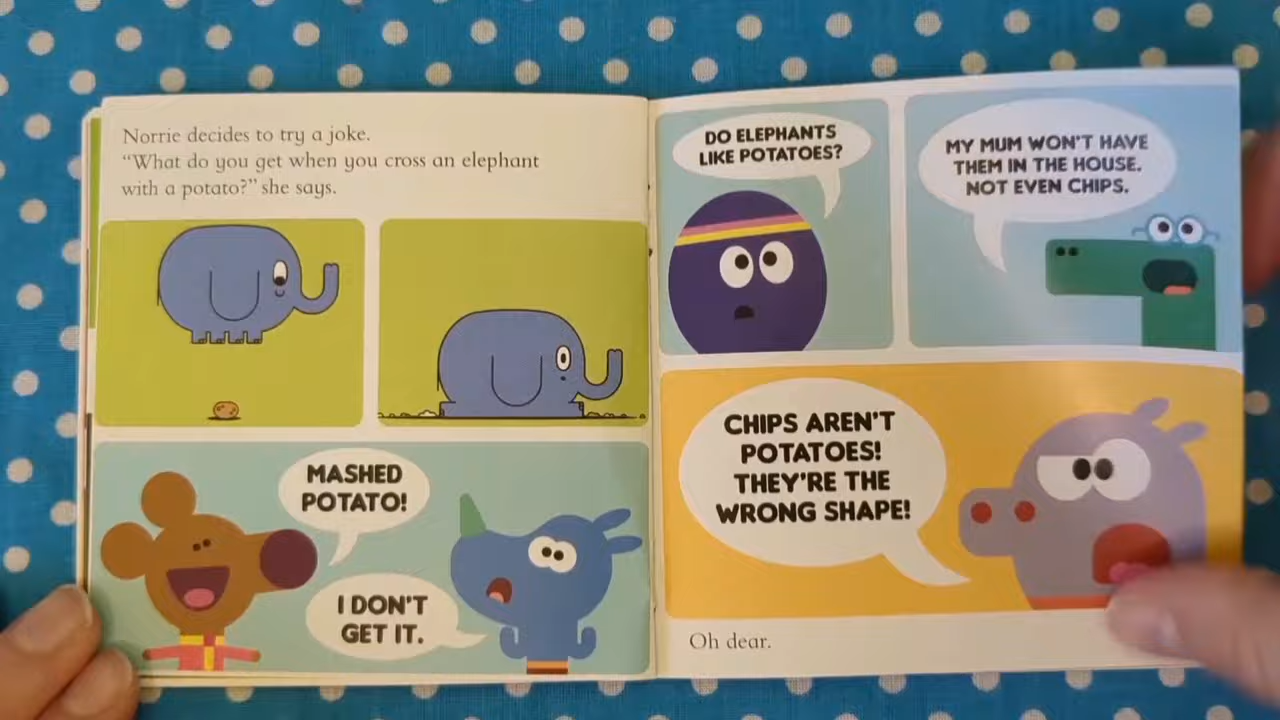 Norrie decides to try a joke.
“What do you get when you cross an elephant
with a potato?” she says.
MASHED
POTATO!
I DON'T
GET IT.
DO ELEPHANTS
LIKE POTATOES?
MY MUM WON'T HAVE
THEM IN THE HOUSE.
NOT EVEN CHIPS.
CHIPS AREN'T
POTATOES!
THEY'RE THE
WRONG SHAPE!
Oh dear.